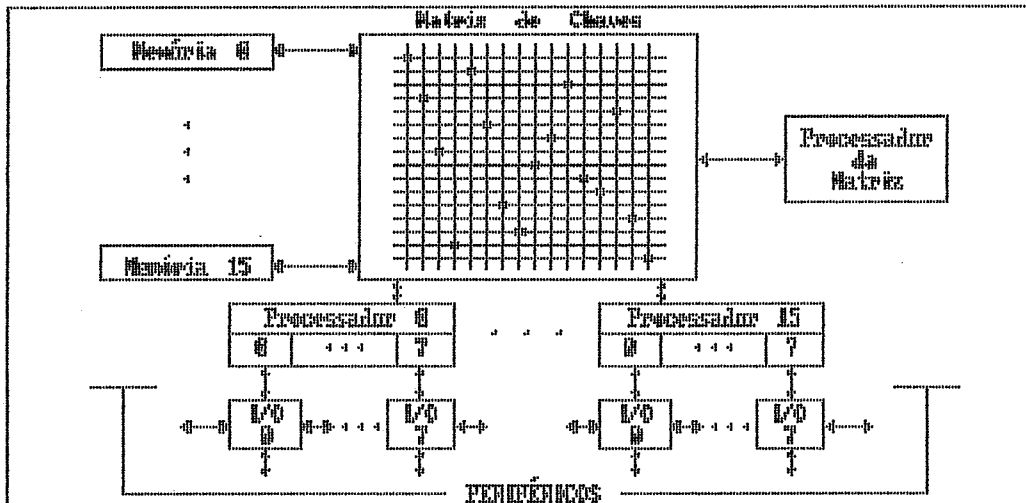 Matriz de Chaves
Memória 0
Processador
da
Matriz
Memória 15
Processador 0
Processador 15
0 ... 7
0 ... 7
I/O
0
I/O
7
I/O
0
I/O
7
PERIFÉRICOS